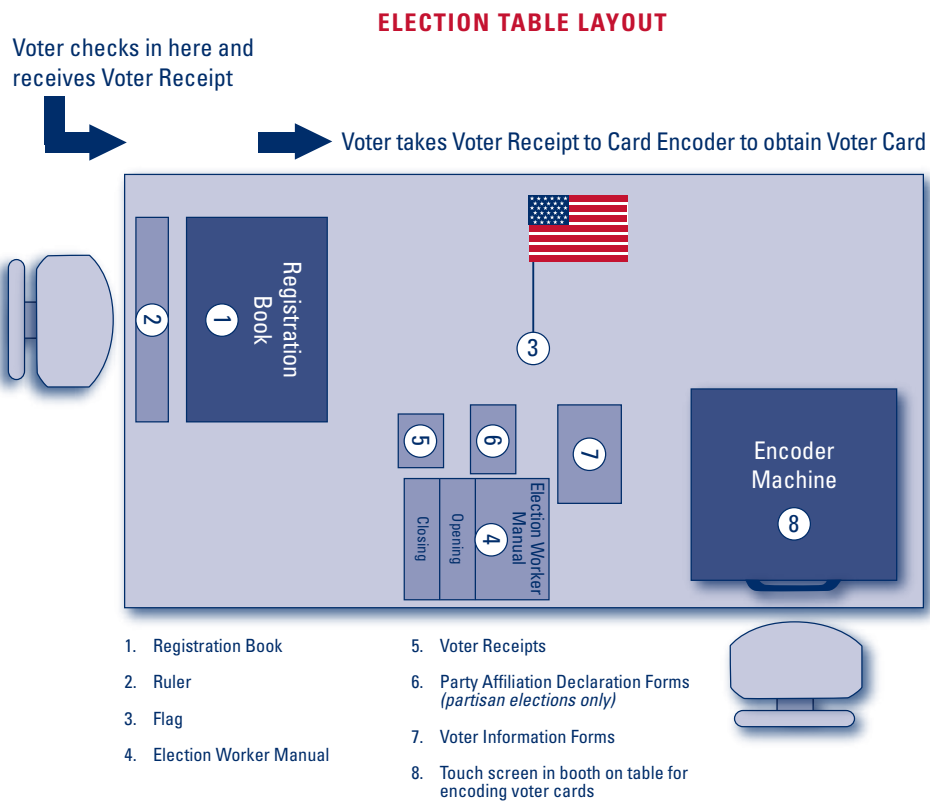 ELECTION TABLE LAYOUT
Voter checks in here and
receives Voter Receipt
Voter takes Voter Receipt to Card Encoder to obtain Voter Card
2
1
Registration
Book
3
5
6
7
Closing
Opening
4
Election Worker
Manual
Encoder
Machine
8
1. Registration Book
2. Ruler
3. Flag
4. Election Worker Manual
5. Voter Receipts
6. Party Affiliation Declaration Forms
(partisan elections only)
7. Voter Information Forms
8. Touch screen in booth on table for
encoding voter cards